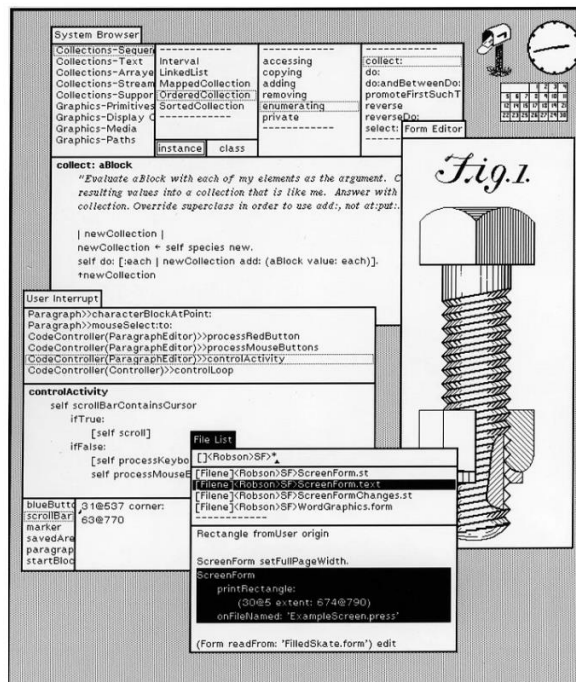 System Browser
Collections-Sequen
Collections-Text
Collections-Arraye
Collections-Stream
Collections-Suppor
Graphics-Primitives
Graphics-Display
Graphics-Media
Graphics-Paths
------------
Interval
LinkedList
MappedCollection
OrderedCollection
SortedCollection
------------
instance
class
------------
accessing
copying
adding
removing
enumerating
private
------------
------------
collect:
do:
do:andBetweenDo:
promoteFirstSuchT
reverse
reverseDo:
select:
collect: aBlock
"Evaluate aBlock with each of my elements as the argument. C
resulting values into a collection that is like me. Answer with
collection. Override superclass in order to use add:, not at:put:.
| newCollection |
newCollection ← self species new.
self do: [:each | newCollection add: (aBlock value: each)].
↑newCollection
Form Editor
Fig.1.
User Interrupt
Paragraph>>characterBlockAtPoint:
Paragraph>>mouseSelect:to:
CodeController(ParagraphEditor)>>processRedButton
CodeController(ParagraphEditor)>>processMouseButtons
CodeController(ParagraphEditor)>>controlActivity
CodeController(Controller)>>controlLoop
controlActivity
self scrollBarContainsCursor
ifTrue:
[self scroll]
ifFalse:
[self processKeybo
self processMouseB
blueButto
scrollBar
marker
savedAre
paragrap
startBloc
31@537 corner:
63@770
File List
[]<Robson>SF>*
[Filene]<Robson>SF>ScreenForm.st
[Filene]<Robson>SF>ScreenForm.text
[Filene]<Robson>SF>ScreenFormChanges.st
[Filene]<Robson>SF>WordGraphics.form
------------
Rectangle fromUser origin
ScreenForm setFullPageWidth.
ScreenForm
printRectangle:
(30@5 extent: 674@790)
onFileNamed: 'ExampleScreen.press'
(Form readFrom: 'FilledSkate.form') edit